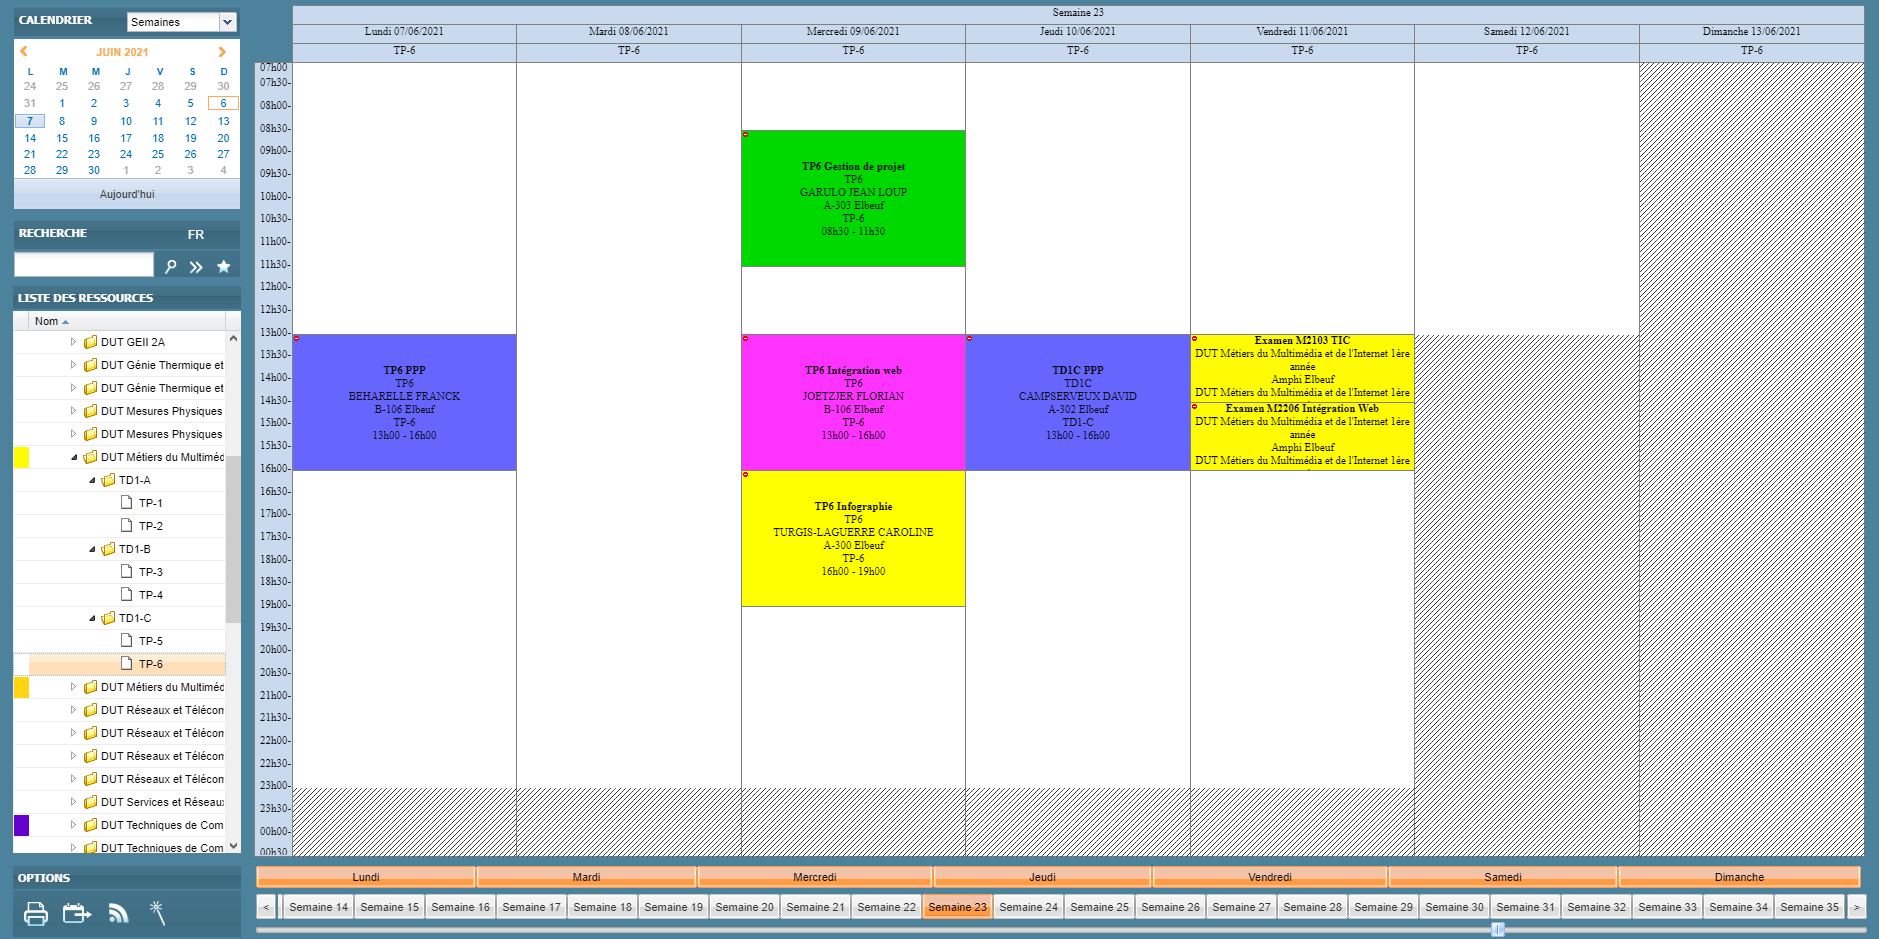 CALENDRIER
Semaines
JUIN 2021
L M M J V S D
24 25 26 27 28 29 30
31 1 2 3 4 5 6
7 8 9 10 11 12 13
14 15 16 17 18 19 20
21 22 23 24 25 26 27
28 29 30 1 2 3 4
Aujourd'hui
RECHERCHE FR
LISTE DES RESSOURCES
Nom
DUT GEII 2A
DUT Génie Thermique et
DUT Génie Thermique et
DUT Mesures Physiques
DUT Mesures Physiques
DUT Métiers du Multiméd
TD1-A
TP-1
TP-2
TD1-B
TP-3
TP-4
TD1-C
TP-5
TP-6
DUT Métiers du Multiméd
DUT Réseaux et Télécom
DUT Réseaux et Télécom
DUT Réseaux et Télécom
DUT Réseaux et Télécom
DUT Services et Réseaux
DUT Techniques de Com
DUT Techniques de Com
OPTIONS
Semaine 23
Lundi 07/06/2021 Mardi 08/06/2021 Mercredi 09/06/2021 Jeudi 10/06/2021 Vendredi 11/06/2021 Samedi 12/06/2021 Dimanche 13/06/2021
TP-6 TP-6 TP-6 TP-6 TP-6 TP-6 TP-6
07h00
07h30-
08h00-
08h30-
09h00-
09h30-
10h00-
10h30-
11h00-
11h30-
12h00-
12h30-
13h00-
13h30-
14h00-
14h30-
15h00-
15h30-
16h00-
16h30-
17h00-
17h30-
18h00-
18h30-
19h00-
19h30-
20h00-
20h30-
21h00-
21h30-
22h00-
22h30-
23h00-
23h30-
00h00-
00h30
TP6 PPP
TP6
BEHARELLE FRANCK
B-106 Elbeuf
TP-6
13h00 - 16h00
TP6 Gestion de projet
TP6
GARULO JEAN LOUP
A-303 Elbeuf
TP-6
08h30 - 11h30
TP6 Intégration web
TP6
JOETZJER FLORIAN
B-106 Elbeuf
TP-6
13h00 - 16h00
TP6 Infographie
TP6
TURGIS-LAGUERRE CAROLINE
A-300 Elbeuf
TP-6
16h00 - 19h00
TD1C PPP
TD1C
CAMPSERVEUX DAVID
A-302 Elbeuf
TD1-C
13h00 - 16h00
Examen M2103 TIC
DUT Métiers du Multimédia et de l'Internet 1ère
année
Amphi Elbeuf
DUT Métiers du Multimédia et de l'Internet 1ère
Examen M2206 Intégration Web
DUT Métiers du Multimédia et de l'Internet 1ère
année
Amphi Elbeuf
DUT Métiers du Multimédia et de l'Internet 1ère
Lundi Mardi Mercredi Jeudi Vendredi Samedi Dimanche
< Semaine 14 Semaine 15 Semaine 16 Semaine 17 Semaine 18 Semaine 19 Semaine 20 Semaine 21 Semaine 22 Semaine 23 Semaine 24 Semaine 25 Semaine 26 Semaine 27 Semaine 28 Semaine 29 Semaine 30 Semaine 31 Semaine 32 Semaine 33 Semaine 34 Semaine 35 >